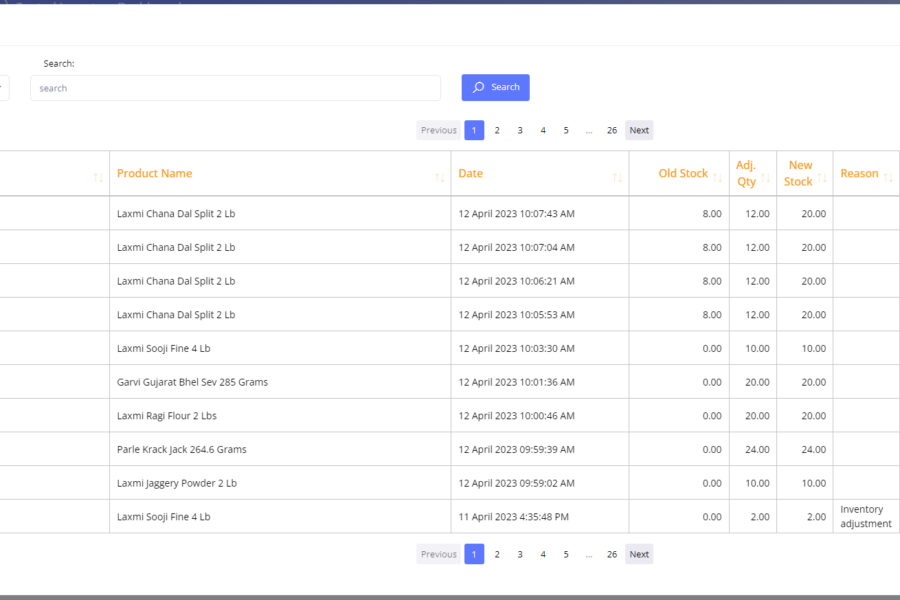 Search:
search
Search
Previous 1 2 3 4 5 ... 26 Next
Product Name Date Old Stock Adj. Qty New Stock Reason
Laxmi Chana Dal Split 2 Lb 12 April 2023 10:07:43 AM 8.00 12.00 20.00
Laxmi Chana Dal Split 2 Lb 12 April 2023 10:07:04 AM 8.00 12.00 20.00
Laxmi Chana Dal Split 2 Lb 12 April 2023 10:06:21 AM 8.00 12.00 20.00
Laxmi Chana Dal Split 2 Lb 12 April 2023 10:05:53 AM 8.00 12.00 20.00
Laxmi Sooji Fine 4 Lb 12 April 2023 10:03:30 AM 0.00 10.00 10.00
Garvi Gujarat Bhel Sev 285 Grams 12 April 2023 10:01:36 AM 0.00 20.00 20.00
Laxmi Ragi Flour 2 Lbs 12 April 2023 10:00:46 AM 0.00 20.00 20.00
Parle Krack Jack 264.6 Grams 12 April 2023 09:59:39 AM 0.00 24.00 24.00
Laxmi Jaggery Powder 2 Lb 12 April 2023 09:59:02 AM 0.00 10.00 10.00
Laxmi Sooji Fine 4 Lb 11 April 2023 4:35:48 PM 0.00 2.00 2.00 Inventory adjustment
Previous 1 2 3 4 5 ... 26 Next